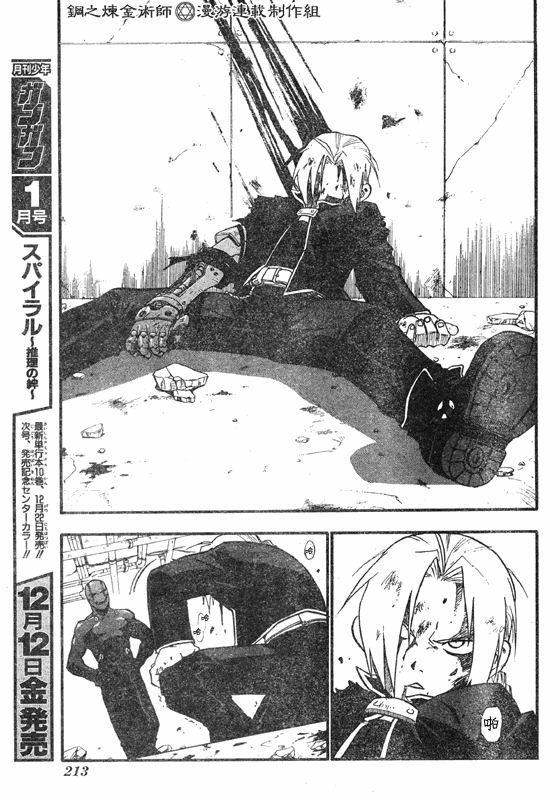 鋼之煉金術師 漫游連載制作組
月刊少年
ガンガン
1
月号
スパイラル
〜推理の絆〜
最新単行本10巻、12月22日発売!!
次号、発売記念センターカラー!!
12月12日金発売
啪
啪
啪
213